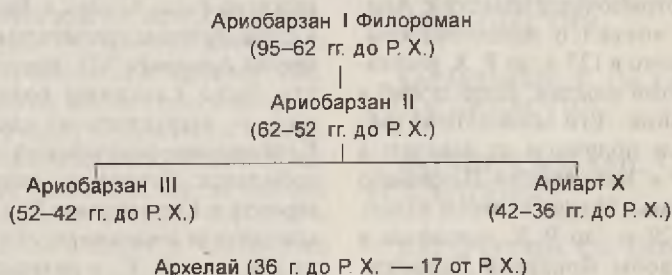 Ариобарзан I Филороман
(95–62 гг. до Р. Х.)
Ариобарзан II
(62–52 гг. до Р. Х.)
Ариобарзан III
Ариарт X
(52–42 гг. до Р. Х.)
(42–36 гг. до Р. Х.)
Архелай (36 г. до Р. Х. — 17 от Р. Х.)